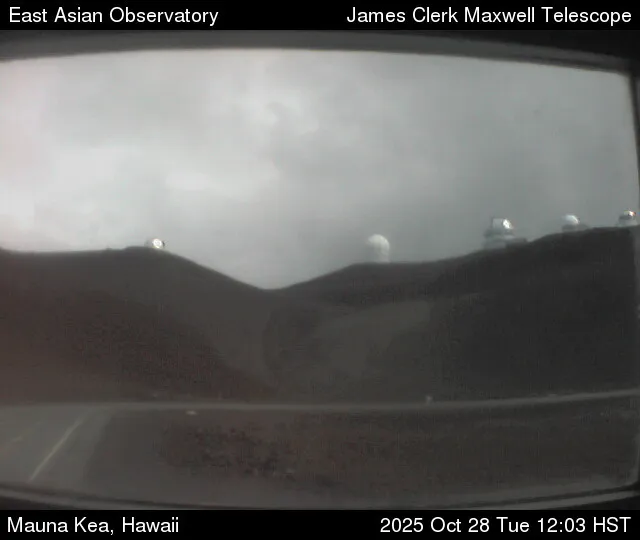 East Asian Observatory
James Clerk Maxwell Telescope
Mauna Kea, Hawaii
2025 Oct 28 Tue 12:03 HST